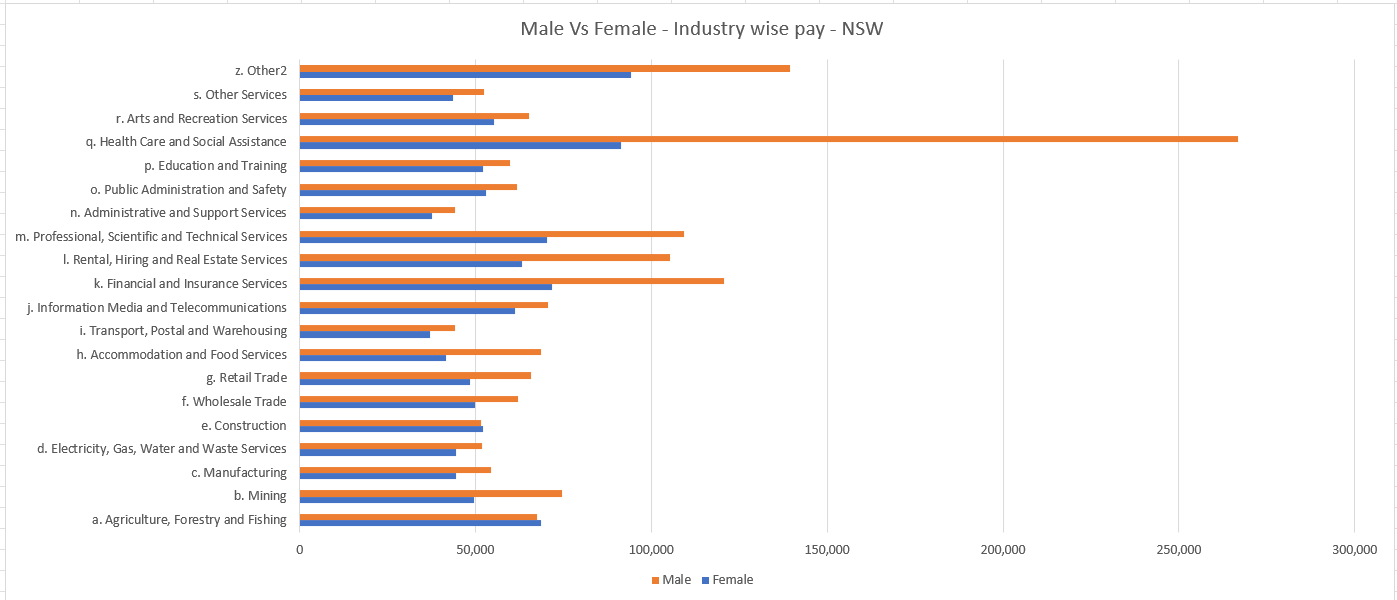 Male Vs Female - Industry wise pay - NSW
z. Other2
s. Other Services
r. Arts and Recreation Services
q. Health Care and Social Assistance
p. Education and Training
o. Public Administration and Safety
n. Administrative and Support Services
m. Professional, Scientific and Technical Services
l. Rental, Hiring and Real Estate Services
k. Financial and Insurance Services
j. Information Media and Telecommunications
i. Transport, Postal and Warehousing
h. Accommodation and Food Services
g. Retail Trade
f. Wholesale Trade
e. Construction
d. Electricity, Gas, Water and Waste Services
c. Manufacturing
b. Mining
a. Agriculture, Forestry and Fishing
0 50,000 100,000 150,000 200,000 250,000 300,000
Male Female